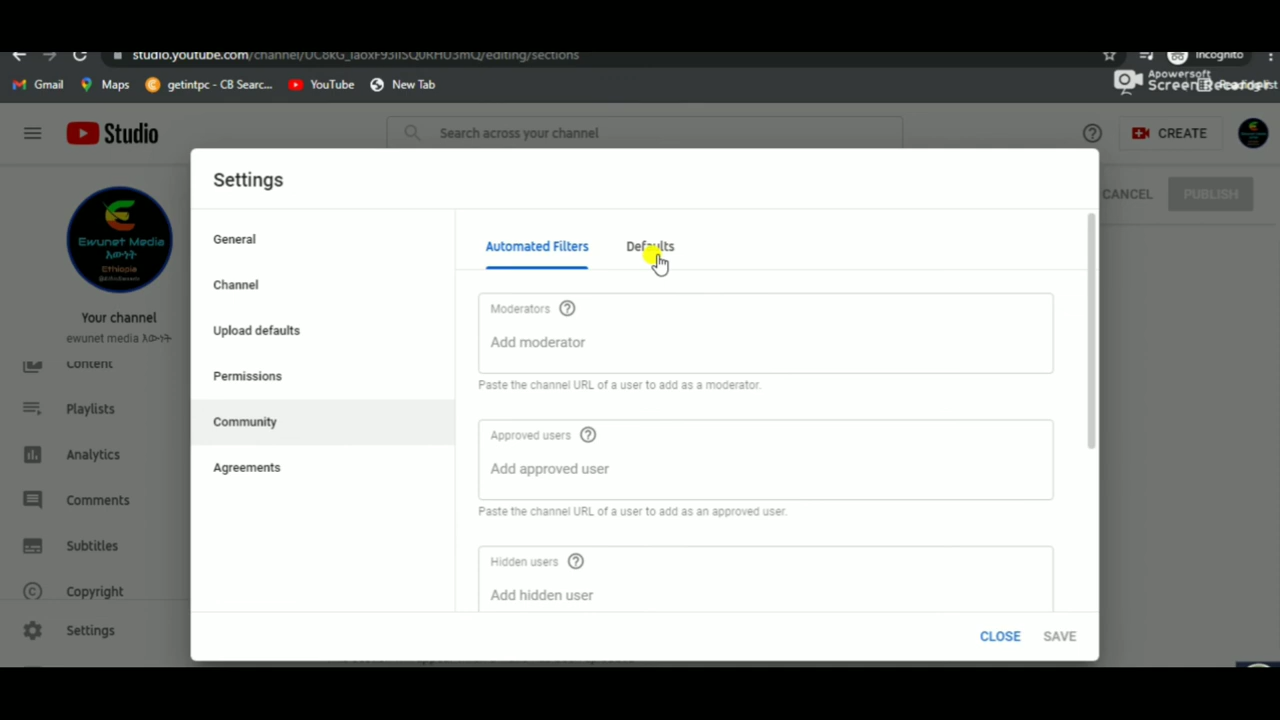 studio.youtube.com/channel/
/editing/sections
Incognito
Gmail
Maps
getintpc - CB Searc...
YouTube
New Tab
Apowersoft
Screen Recorder
Studio
Search across your channel
CREATE
CANCEL
PUBLISH
Ewunet Media
እውነት
Ethiopia
Your channel
ewunet media እውነት
Content
Playlists
Analytics
Comments
Subtitles
Copyright
Settings
Settings
General
Channel
Upload defaults
Permissions
Community
Agreements
Automated Filters
Defaults
Moderators
Add moderator
Paste the channel URL of a user to add as a moderator.
Approved users
Add approved user
Paste the channel URL of a user to add as an approved user.
Hidden users
Add hidden user
CLOSE
SAVE